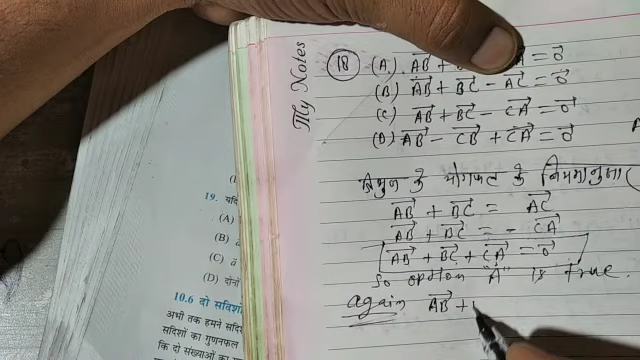 My Notes
18 (A) AB⃗ + = 0⃗
(B) AB⃗ + BC⃗ - AC⃗ = 0⃗
(C) AB⃗ + BC⃗ - CA⃗ = 0⃗
(D) AB⃗ - CB⃗ + CA⃗ = 0⃗
त्रिभुज के योगफल के नियमानुसार
AB⃗ + BC⃗ = AC⃗
AB⃗ + BC⃗ = - CA⃗
AB⃗ + BC⃗ + CA⃗ = 0⃗
So option "A" is true.
Again AB⃗ +
19. यदि
(A)
(B)
(C)
(D) दोनों
10.6 दो सदिशों
अभी तक हमने
सदिशों का गुणनफल
कि दो संख्याओं का